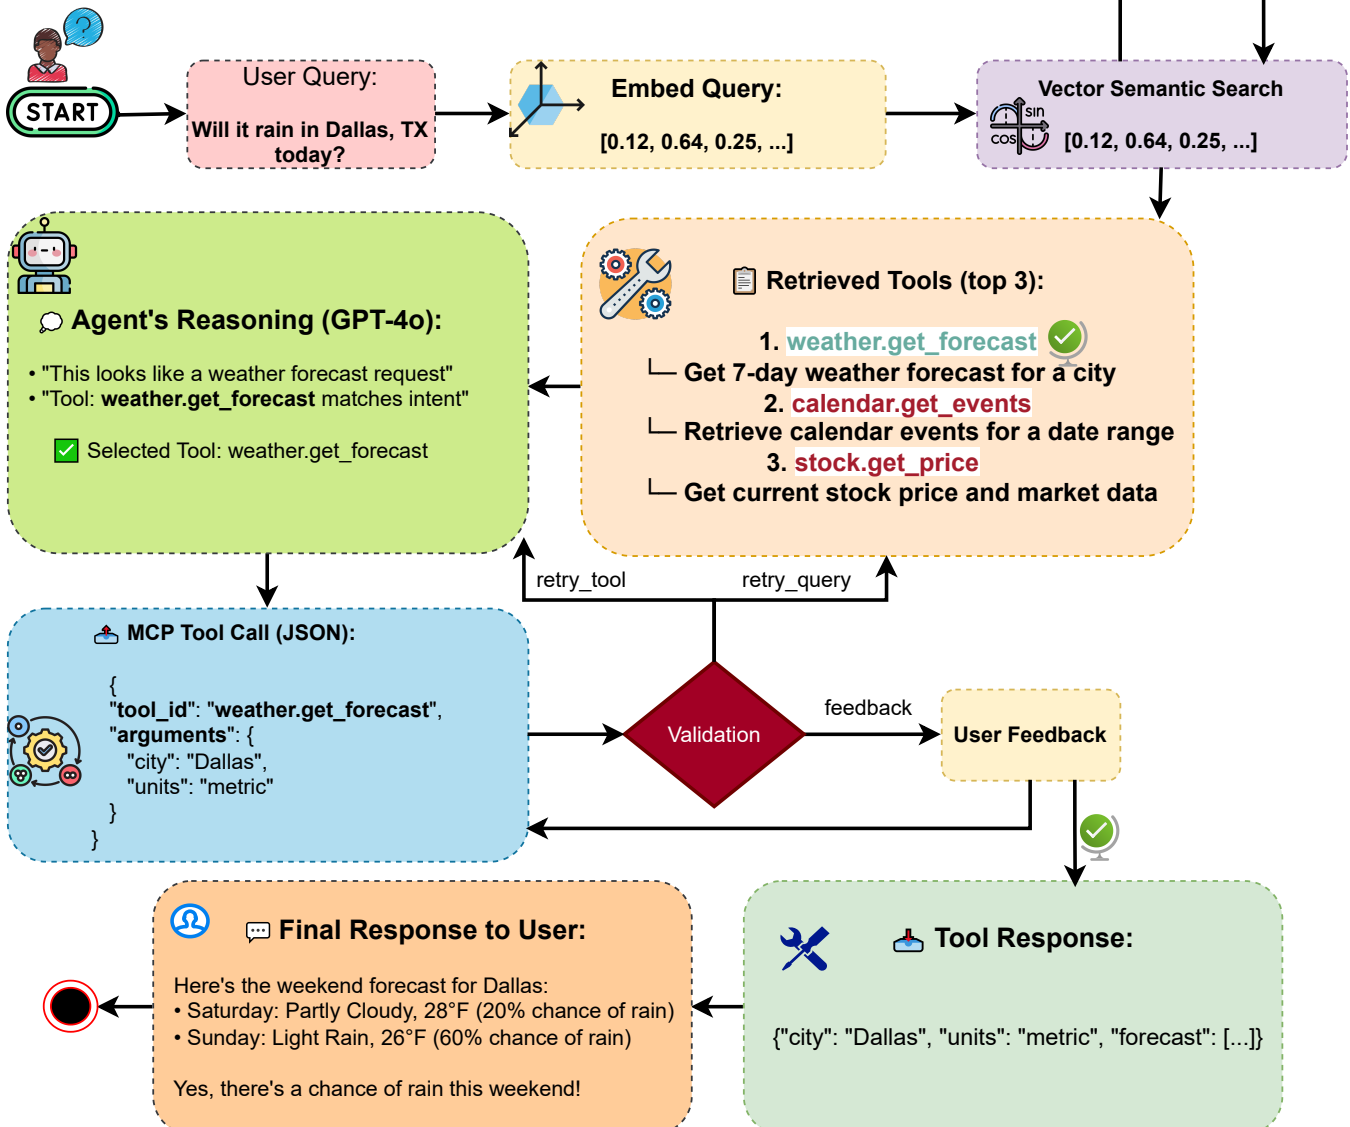 START
User Query:
Will it rain in Dallas, TX
today?
Embed Query:
[0.12, 0.64, 0.25, ...]
Vector Semantic Search
sin
cos
[0.12, 0.64, 0.25, ...]
Retrieved Tools (top 3):
1. weather.get_forecast
└─ Get 7-day weather forecast for a city
2. calendar.get_events
└─ Retrieve calendar events for a date range
3. stock.get_price
└─ Get current stock price and market data
Agent's Reasoning (GPT-4o):
• "This looks like a weather forecast request"
• "Tool: weather.get_forecast matches intent"
Selected Tool: weather.get_forecast
retry_tool
retry_query
MCP Tool Call (JSON):
{
"tool_id": "weather.get_forecast",
"arguments": {
"city": "Dallas",
"units": "metric"
}
}
Validation
feedback
User Feedback
Tool Response:
{"city": "Dallas", "units": "metric", "forecast": [...]}
Final Response to User:
Here's the weekend forecast for Dallas:
• Saturday: Partly Cloudy, 28°F (20% chance of rain)
• Sunday: Light Rain, 26°F (60% chance of rain)
Yes, there's a chance of rain this weekend!